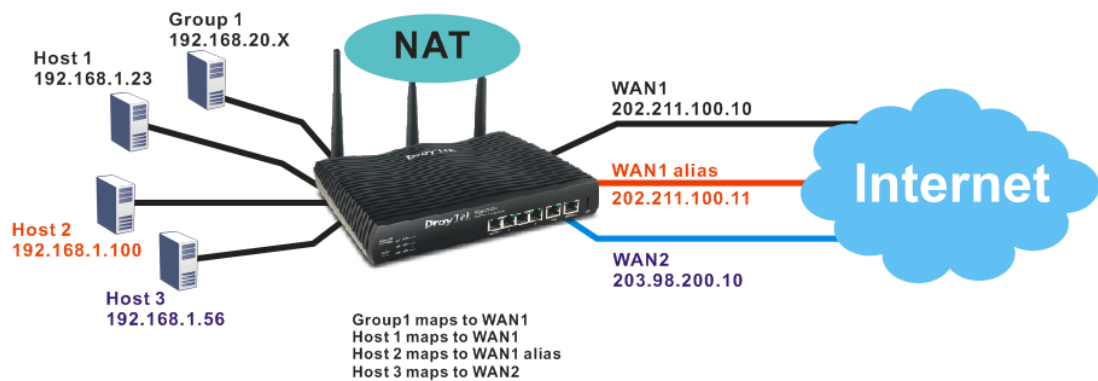 Group 1
192.168.20.X
Host 1
192.168.1.23
Host 2
192.168.1.100
Host 3
192.168.1.56
NAT
DrayTek
DrayTek
WAN1
202.211.100.10
WAN1 alias
202.211.100.11
WAN2
203.98.200.10
Internet
Group1 maps to WAN1
Host 1 maps to WAN1
Host 2 maps to WAN1 alias
Host 3 maps to WAN2